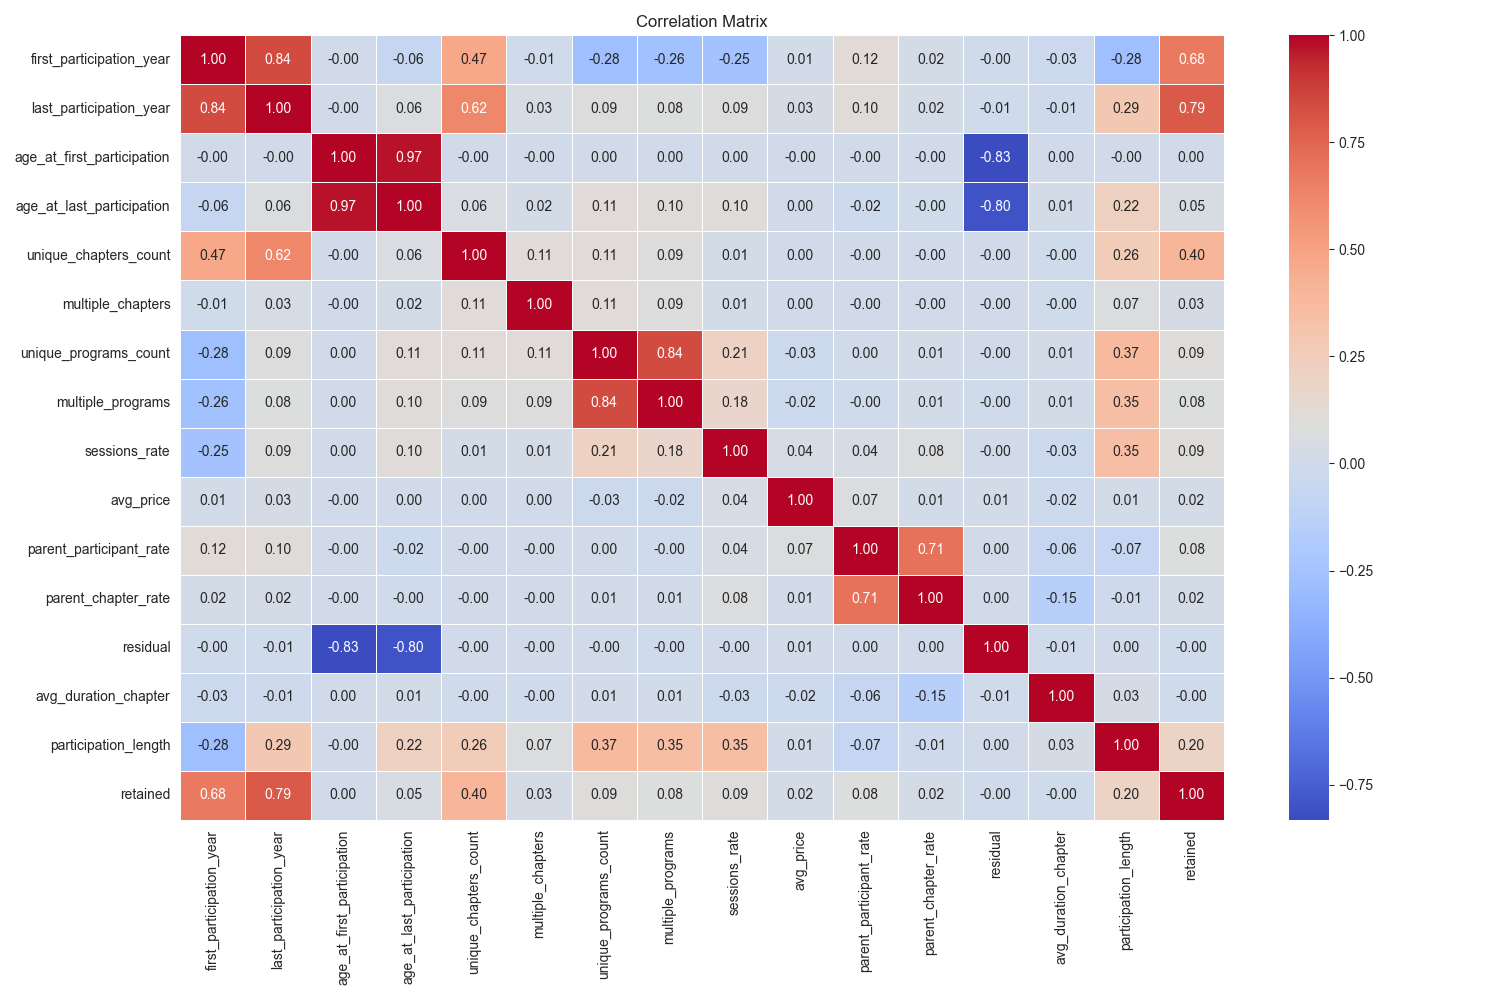 Correlation Matrix
first_participation_year 1.00 0.84 -0.00 -0.06 0.47 -0.01 -0.28 -0.26 -0.25 0.01 0.12 0.02 -0.00 -0.03 -0.28 0.68
last_participation_year 0.84 1.00 -0.00 0.06 0.62 0.03 0.09 0.08 0.09 0.03 0.10 0.02 -0.01 -0.01 0.29 0.79
age_at_first_participation -0.00 -0.00 1.00 0.97 -0.00 -0.00 0.00 0.00 0.00 -0.00 -0.00 -0.00 -0.83 0.00 -0.00 0.00
age_at_last_participation -0.06 0.06 0.97 1.00 0.06 0.02 0.11 0.10 0.10 0.00 -0.02 -0.00 -0.80 0.01 0.22 0.05
unique_chapters_count 0.47 0.62 -0.00 0.06 1.00 0.11 0.11 0.09 0.01 0.00 -0.00 -0.00 -0.00 -0.00 0.26 0.40
multiple_chapters -0.01 0.03 -0.00 0.02 0.11 1.00 0.11 0.09 0.01 0.00 -0.00 -0.00 -0.00 -0.00 0.07 0.03
unique_programs_count -0.28 0.09 0.00 0.11 0.11 0.11 1.00 0.84 0.21 -0.03 0.00 0.01 -0.00 0.01 0.37 0.09
multiple_programs -0.26 0.08 0.00 0.10 0.09 0.09 0.84 1.00 0.18 -0.02 -0.00 0.01 -0.00 0.01 0.35 0.08
sessions_rate -0.25 0.09 0.00 0.10 0.01 0.01 0.21 0.18 1.00 0.04 0.04 0.08 -0.00 -0.03 0.35 0.09
avg_price 0.01 0.03 -0.00 0.00 0.00 0.00 -0.03 -0.02 0.04 1.00 0.07 0.01 0.01 -0.02 0.01 0.02
parent_participant_rate 0.12 0.10 -0.00 -0.02 -0.00 -0.00 0.00 -0.00 0.04 0.07 1.00 0.71 0.00 -0.06 -0.07 0.08
parent_chapter_rate 0.02 0.02 -0.00 -0.00 -0.00 -0.00 0.01 0.01 0.08 0.01 0.71 1.00 0.00 -0.15 -0.01 0.02
residual -0.00 -0.01 -0.83 -0.80 -0.00 -0.00 -0.00 -0.00 -0.00 0.01 0.00 0.00 1.00 -0.01 0.00 -0.00
avg_duration_chapter -0.03 -0.01 0.00 0.01 -0.00 -0.00 0.01 0.01 -0.03 -0.02 -0.06 -0.15 -0.01 1.00 0.03 -0.00
participation_length -0.28 0.29 -0.00 0.22 0.26 0.07 0.37 0.35 0.35 0.01 -0.07 -0.01 0.00 0.03 1.00 0.20
retained 0.68 0.79 0.00 0.05 0.40 0.03 0.09 0.08 0.09 0.02 0.08 0.02 -0.00 -0.00 0.20 1.00
first_participation_year
last_participation_year
age_at_first_participation
age_at_last_participation
unique_chapters_count
multiple_chapters
unique_programs_count
multiple_programs
sessions_rate
avg_price
parent_participant_rate
parent_chapter_rate
residual
avg_duration_chapter
participation_length
retained
1.00
0.75
0.50
0.25
0.00
−0.25
−0.50
−0.75